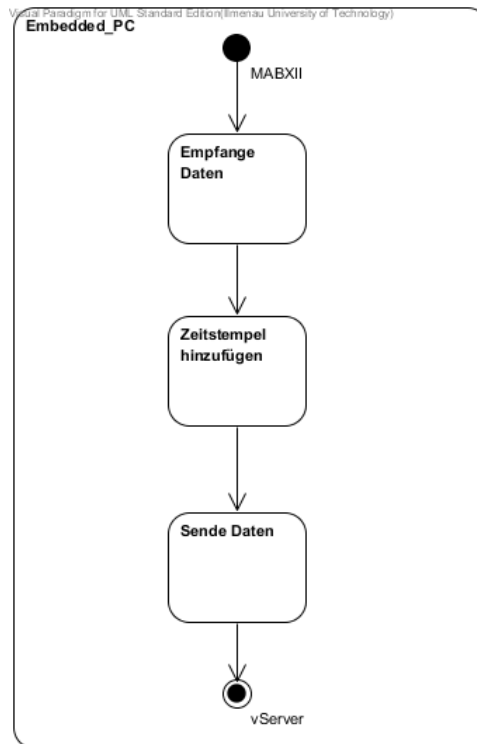 Visual Paradigm for UML Standard Edition(Ilmenau University of Technology)
Embedded_PC
MABXII
Empfange
Daten
Zeitstempel
hinzufügen
Sende Daten
vServer